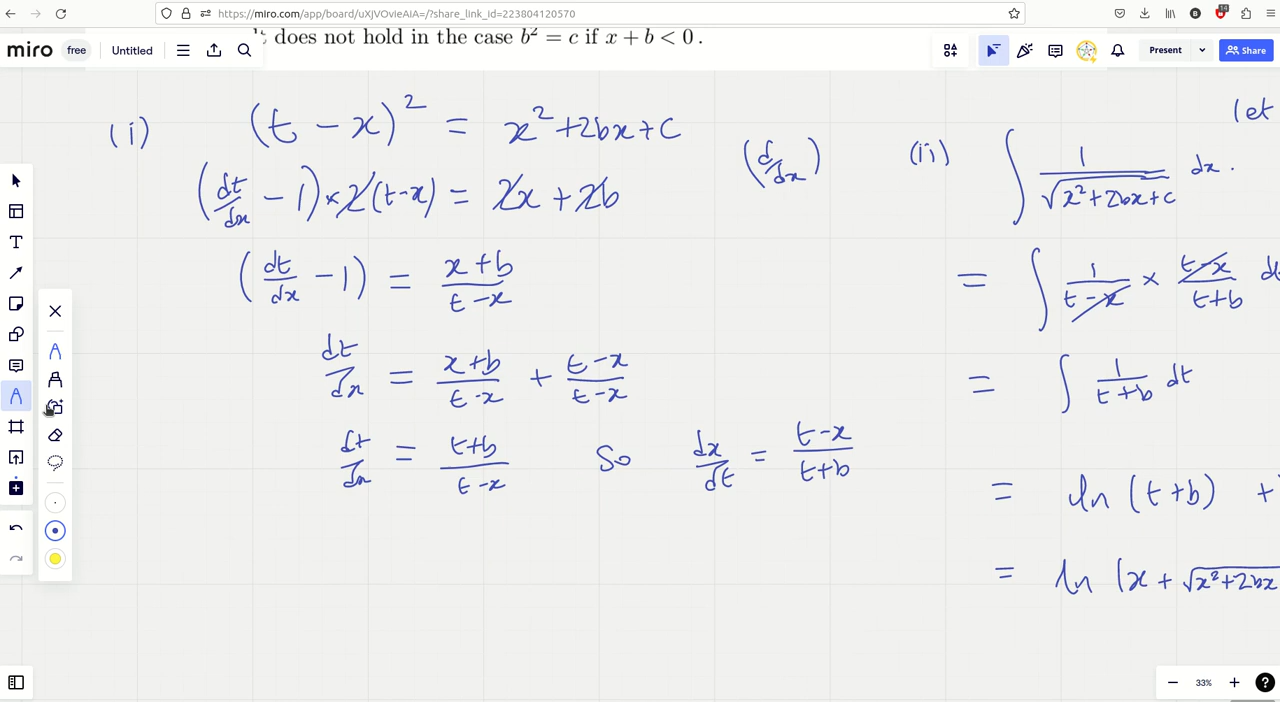 https://miro.com/app/board/uXJVOvieAIA=/?share_link_id=223804120570
14
t does not hold in the case b² = c if x + b < 0 .
miro free Untitled Present Share
(i) (t - x)² = x² + 2bx + c
(dt/dx - 1) × 2(t-x) = 2x + 2b (d/dx)
(dt/dx - 1) = (x+b)/(t-x)
dt/dx = (x+b)/(t-x) + (t-x)/(t-x)
dt/dx = (t+b)/(t-x) So dx/dt = (t-x)/(t+b)
let
(ii) ∫ 1/√(x²+2bx+c) dx.
= ∫ 1/(t-x) × (t-x)/(t+b) d
= ∫ 1/(t+b) dt
= ln (t+b) +
= ln (x + √x²+2bx
33%